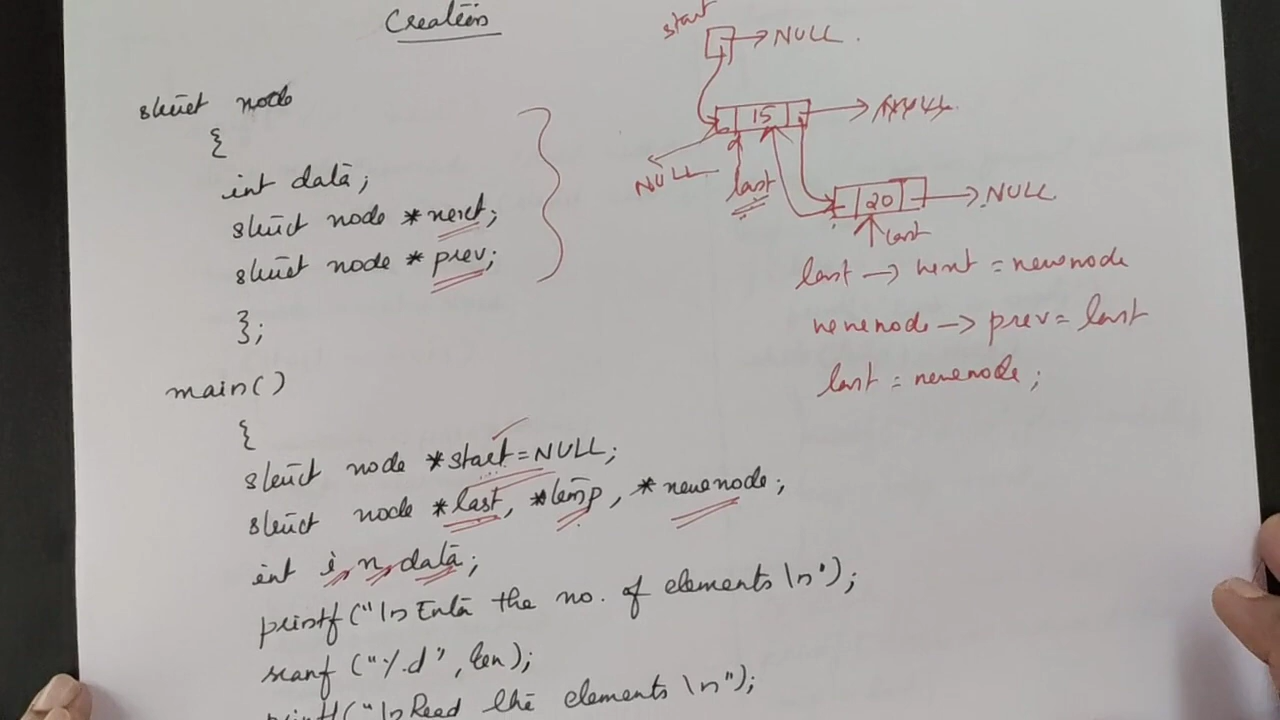 Creation
struct node
{
int data;
struct node *next;
struct node *prev;
};
main()
{
struct node *start=NULL;
struct node *last, *temp, *newnode;
int i, n, data;
printf("\n Enter the no. of elements \n");
scanf ("%d", &n);
printf("\n Read the elements \n");
start
NULL.
15
NULL
last
20
NULL
last
last → next = newnode
newnode → prev = last
last = newnode;